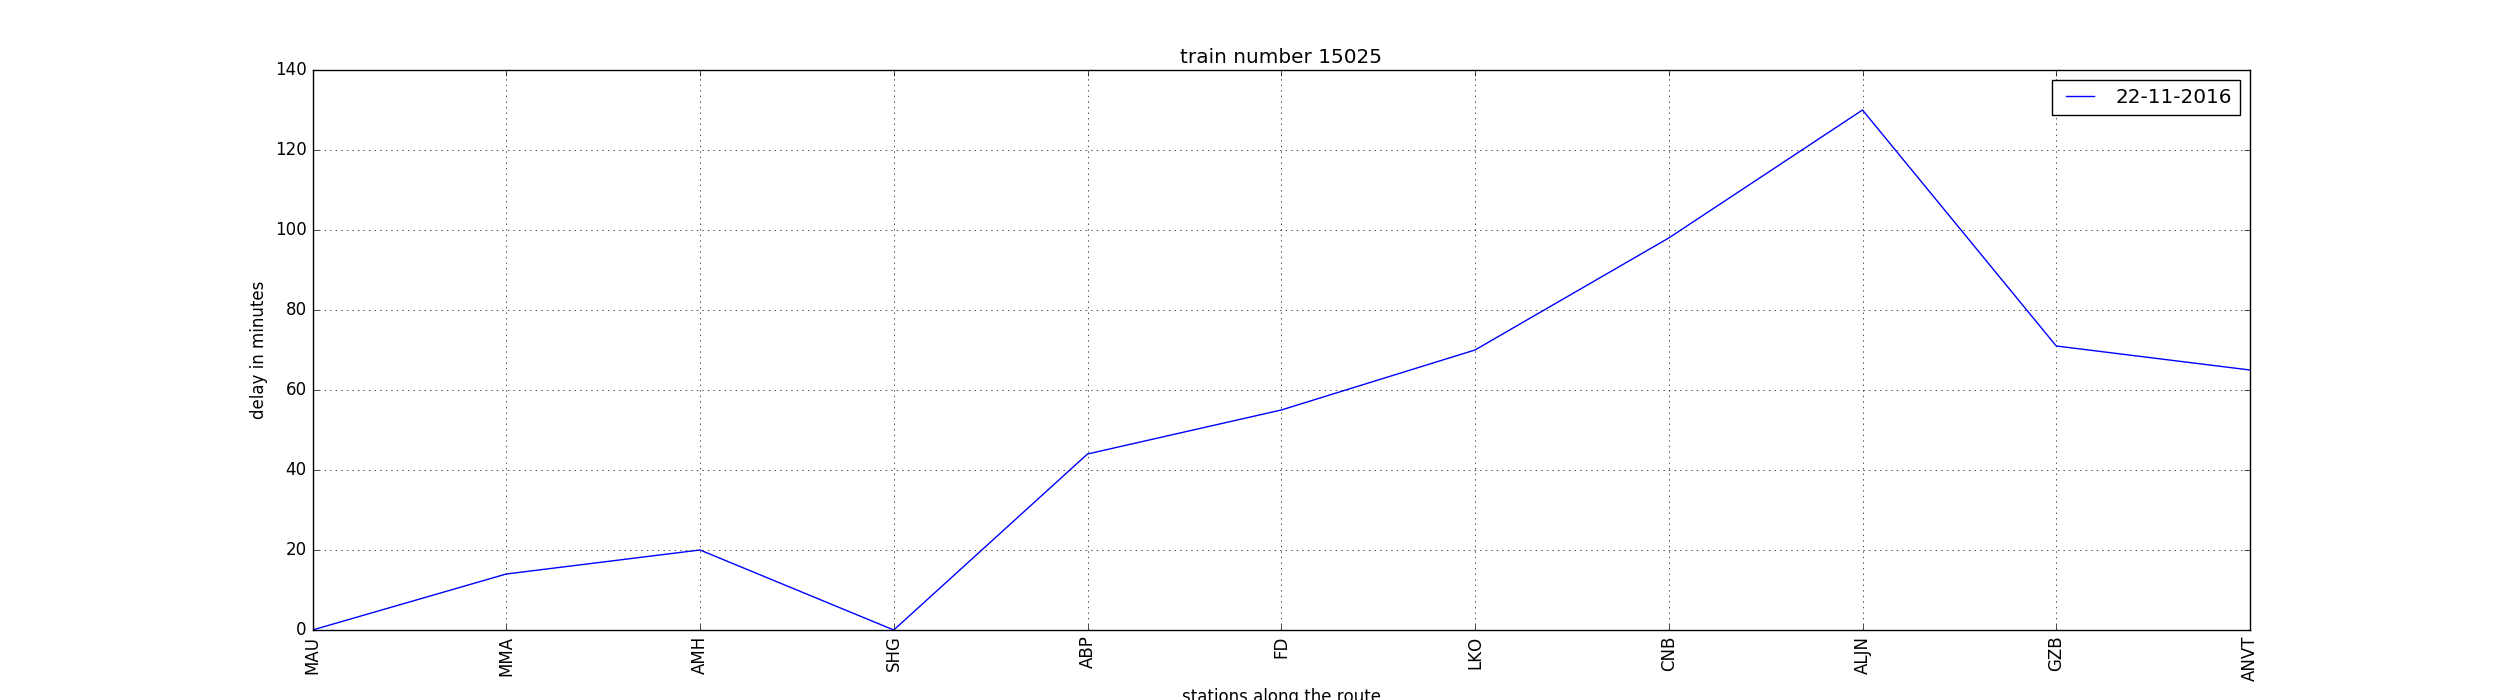 train number 15025
22-11-2016
delay in minutes
140
120
100
80
60
40
20
0
MAU
MMA
AMH
SHG
ABP
FD
LKO
CNB
ALJN
GZB
ANVT
stations along the route